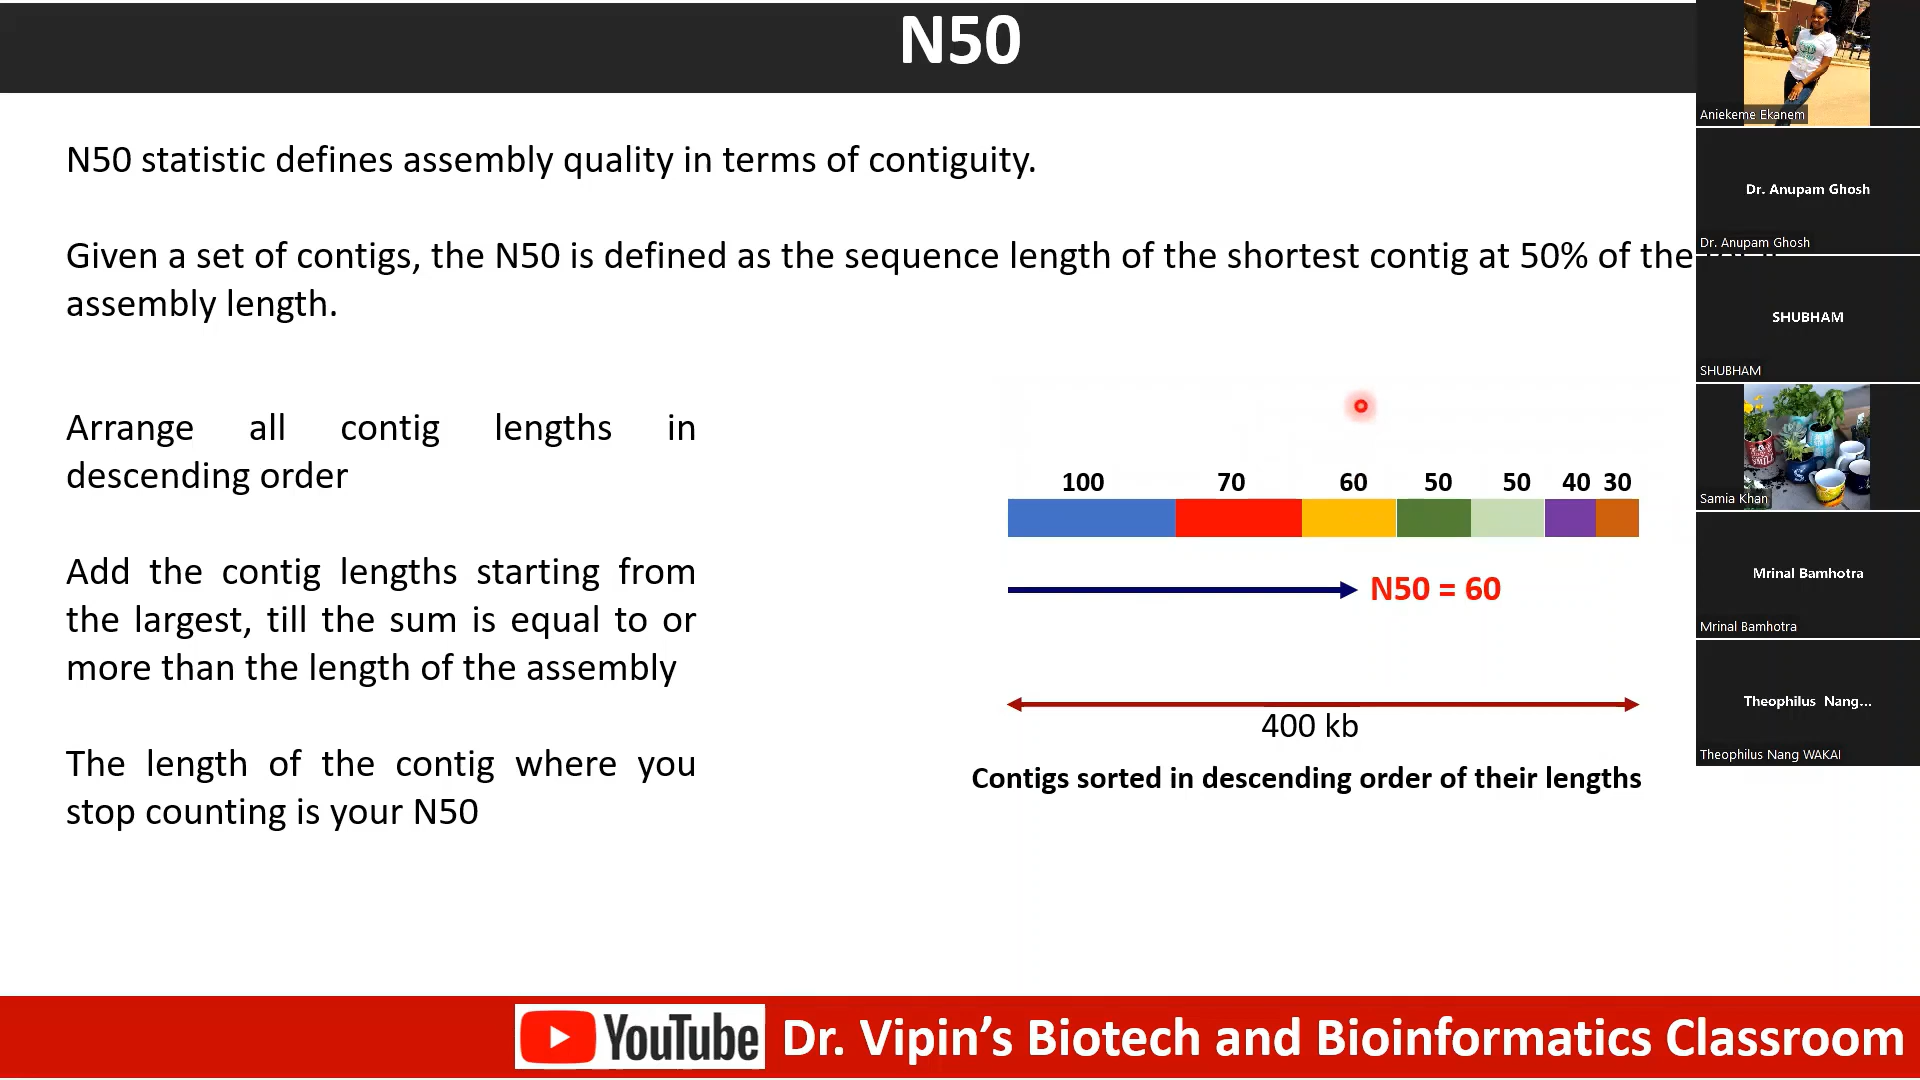 N50
N50 statistic defines assembly quality in terms of contiguity.
Given a set of contigs, the N50 is defined as the sequence length of the shortest contig at 50% of the
assembly length.
Arrange all contig lengths in
descending order
Add the contig lengths starting from
the largest, till the sum is equal to or
more than the length of the assembly
The length of the contig where you
stop counting is your N50
100 70 60 50 50 40 30
N50 = 60
400 kb
Contigs sorted in descending order of their lengths
Aniekeme Ekanem
Dr. Anupam Ghosh
Dr. Anupam Ghosh
SHUBHAM
SHUBHAM
Samia Khan
Mrinal Bamhotra
Mrinal Bamhotra
Theophilus Nang...
Theophilus Nang WAKAI
YouTube Dr. Vipin’s Biotech and Bioinformatics Classroom